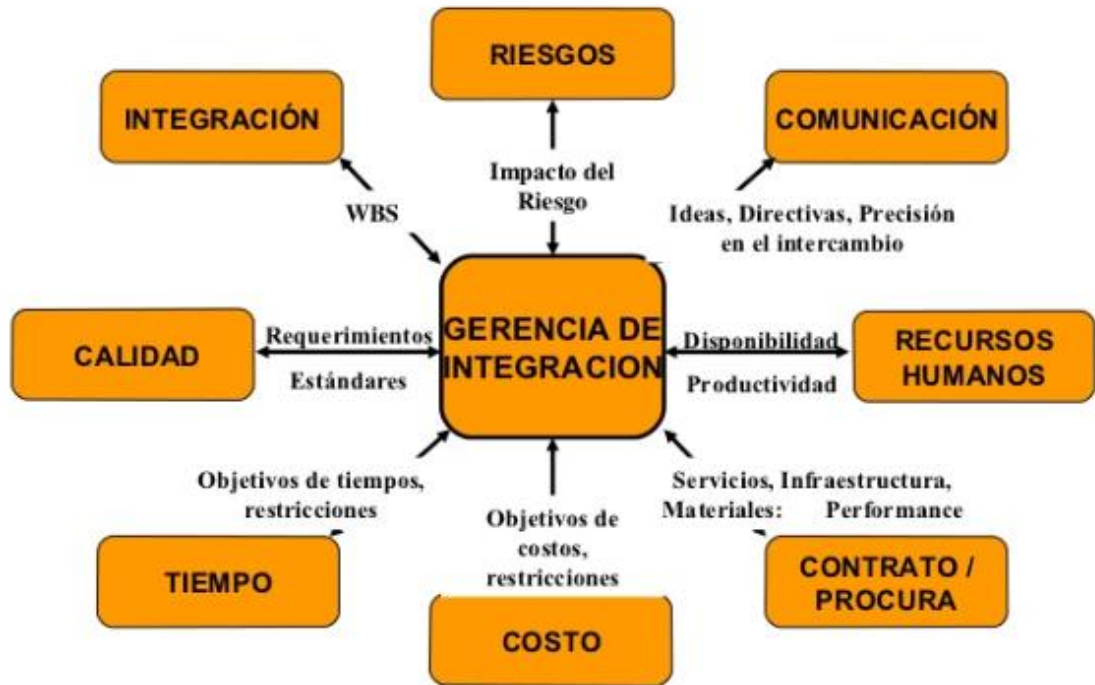 RIESGOS
INTEGRACIÓN
COMUNICACIÓN
Impacto del
Riesgo
WBS
Ideas, Directivas, Precisión
en el intercambio
CALIDAD
Requerimientos
Estándares
GERENCIA DE
INTEGRACION
Disponibilidad
Productividad
RECURSOS
HUMANOS
Objetivos de tiempos,
restricciones
Objetivos de
costos,
restricciones
Servicios, Infraestructura,
Materiales: Performance
TIEMPO
COSTO
CONTRATO /
PROCURA